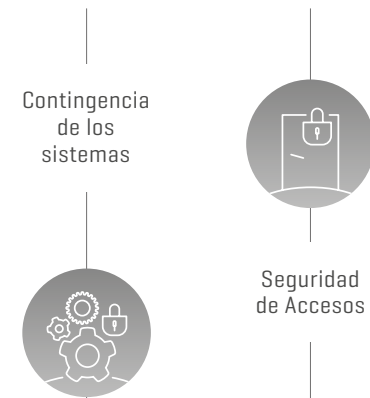 Contingencia
de los
sistemas
Seguridad
de Accesos